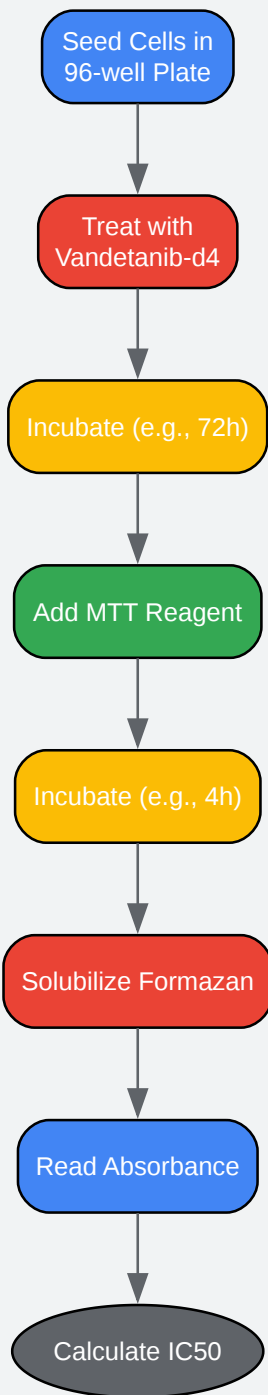 Seed Cells in
96-well Plate
Treat with
Vandetanib-d4
Incubate (e.g., 72h)
Add MTT Reagent
Incubate (e.g., 4h)
Solubilize Formazan
Read Absorbance
Calculate IC50